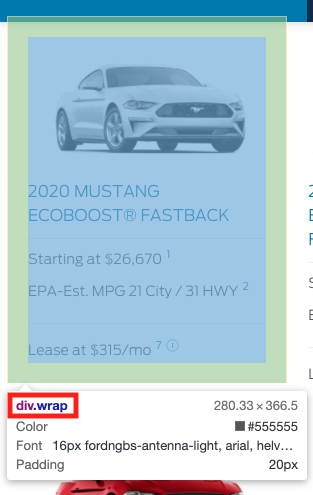 2020 MUSTANG
ECOBOOST® FASTBACK
Starting at $26,670 1
EPA-Est. MPG 21 City / 31 HWY 2
Lease at $315/mo 7 ⓘ
div.wrap 280.33 × 366.5
Color #555555
Font 16px fordngbs-antenna-light, arial, helv…
Padding 20px